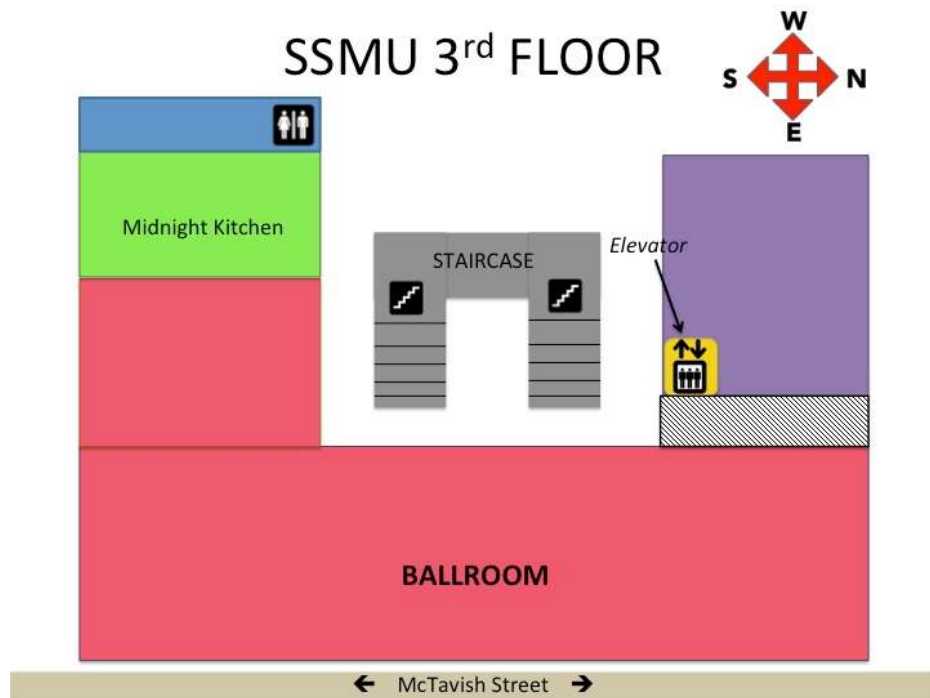 SSMU 3rd FLOOR
W
S N
E
Midnight Kitchen
STAIRCASE
Elevator
BALLROOM
← McTavish Street →